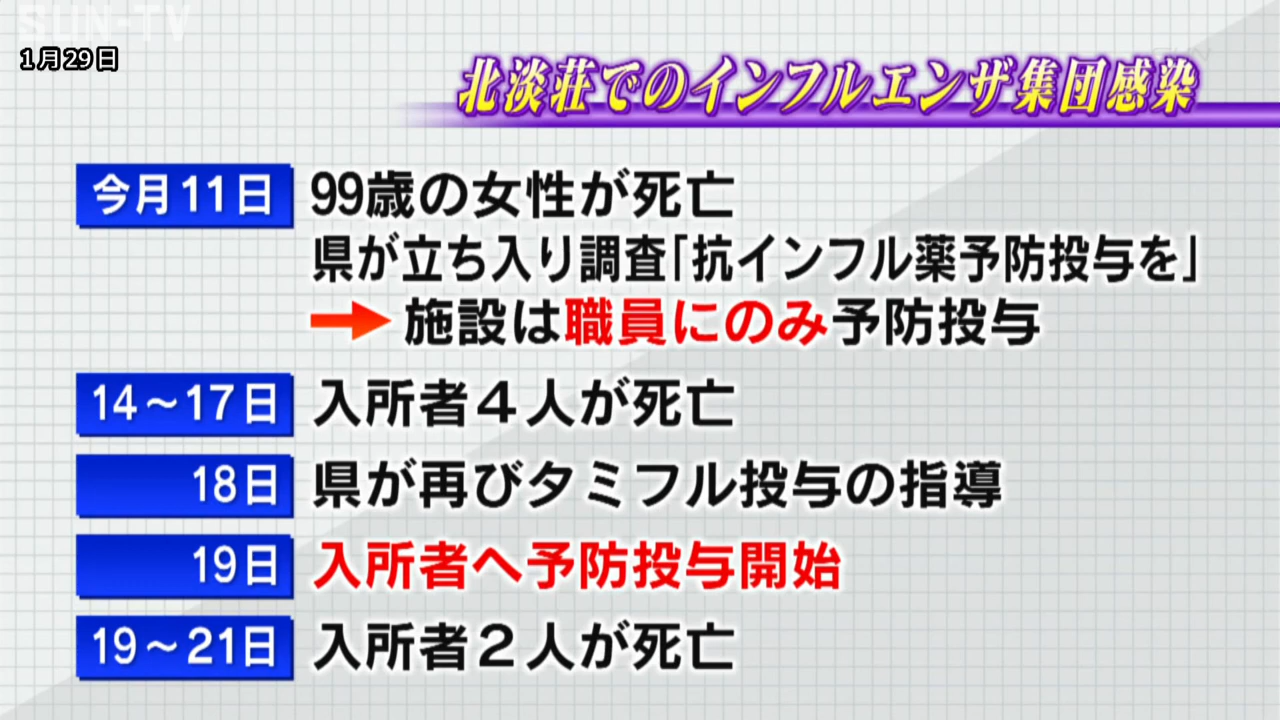 SUN-TV
1月29日
北淡荘でのインフルエンザ集団感染
今月11日 99歳の女性が死亡
県が立ち入り調査「抗インフル薬予防投与を」
➡ 施設は職員にのみ予防投与
14～17日 入所者４人が死亡
18日 県が再びタミフル投与の指導
19日 入所者へ予防投与開始
19～21日 入所者２人が死亡